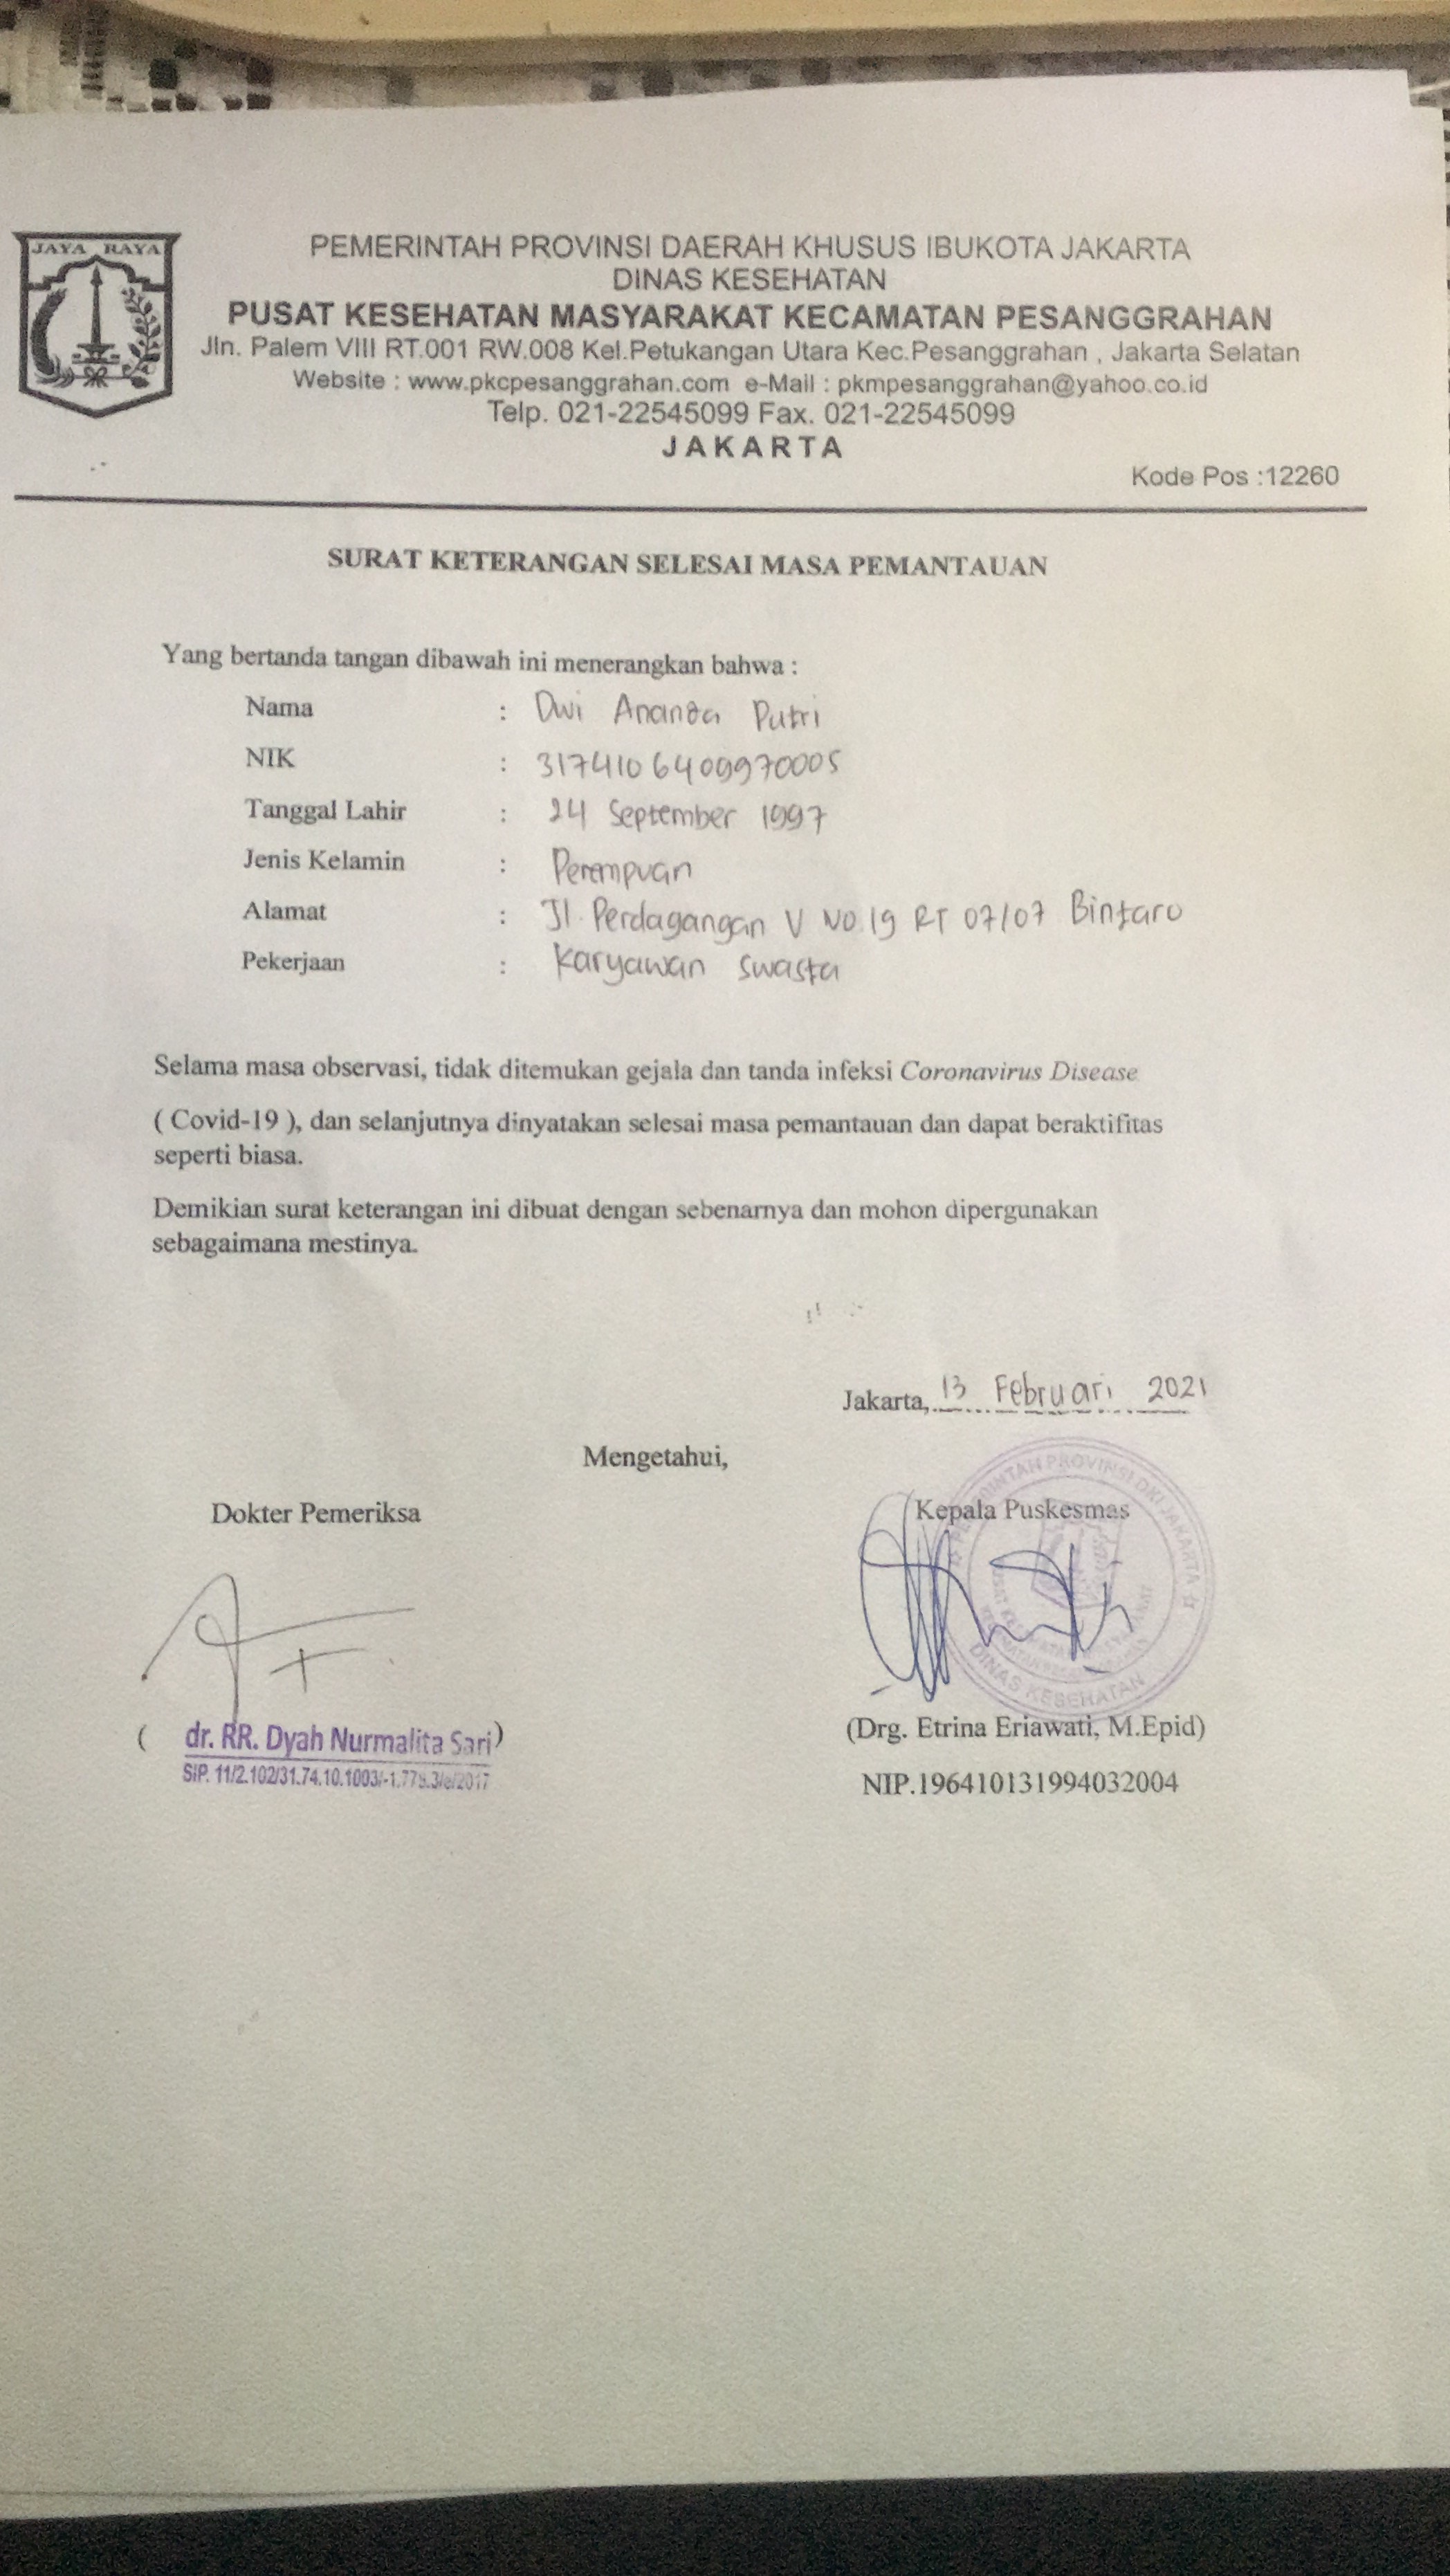 JAYA RAYA
PEMERINTAH PROVINSI DAERAH KHUSUS IBUKOTA JAKARTA
DINAS KESEHATAN
PUSAT KESEHATAN MASYARAKAT KECAMATAN PESANGGRAHAN
Jln. Palem VIII RT.001 RW.008 Kel.Petukangan Utara Kec.Pesanggrahan , Jakarta Selatan
Website : www.pkcpesanggrahan.com e-Mail : pkmpesanggrahan@yahoo.co.id
Telp. 021-22545099 Fax. 021-22545099
JAKARTA
Kode Pos :12260
SURAT KETERANGAN SELESAI MASA PEMANTAUAN
Yang bertanda tangan dibawah ini menerangkan bahwa :
Nama : Dwi Ananda Putri
NIK : 3174106409970005
Tanggal Lahir : 24 September 1997
Jenis Kelamin : Perempuan
Alamat : Jl. Perdagangan V No.19 RT 07/07 Bintaro
Pekerjaan : Karyawan Swasta
Selama masa observasi, tidak ditemukan gejala dan tanda infeksi Coronavirus Disease
( Covid-19 ), dan selanjutnya dinyatakan selesai masa pemantauan dan dapat beraktifitas
seperti biasa.
Demikian surat keterangan ini dibuat dengan sebenarnya dan mohon dipergunakan
sebagaimana mestinya.
Jakarta, 13 Februari 2021
Mengetahui,
Dokter Pemeriksa
Kepala Puskesmas
PEMERINTAH PROVINSI DKI JAKARTA
DINAS KESEHATAN
( dr. RR. Dyah Nurmalita Sari )
SIP. 11/2.102/31.74.10.1003/
(Drg. Etrina Eriawati, M.Epid)
NIP.196410131994032004